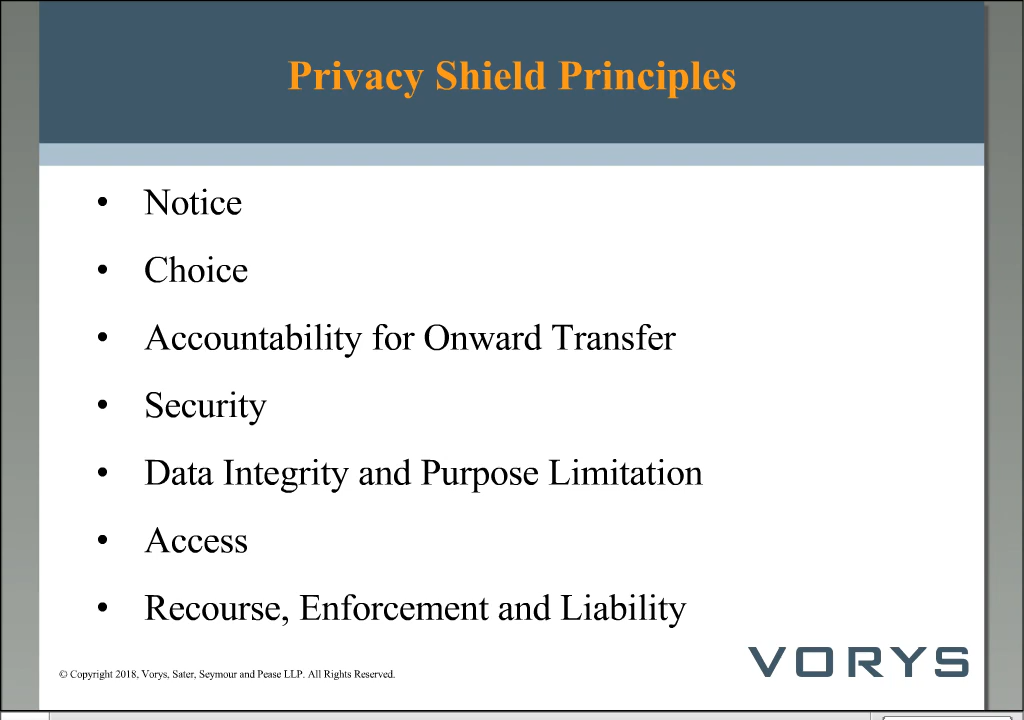 Privacy Shield Principles
• Notice
• Choice
• Accountability for Onward Transfer
• Security
• Data Integrity and Purpose Limitation
• Access
• Recourse, Enforcement and Liability
VORYS
© Copyright 2018, Vorys, Sater, Seymour and Pease LLP. All Rights Reserved.